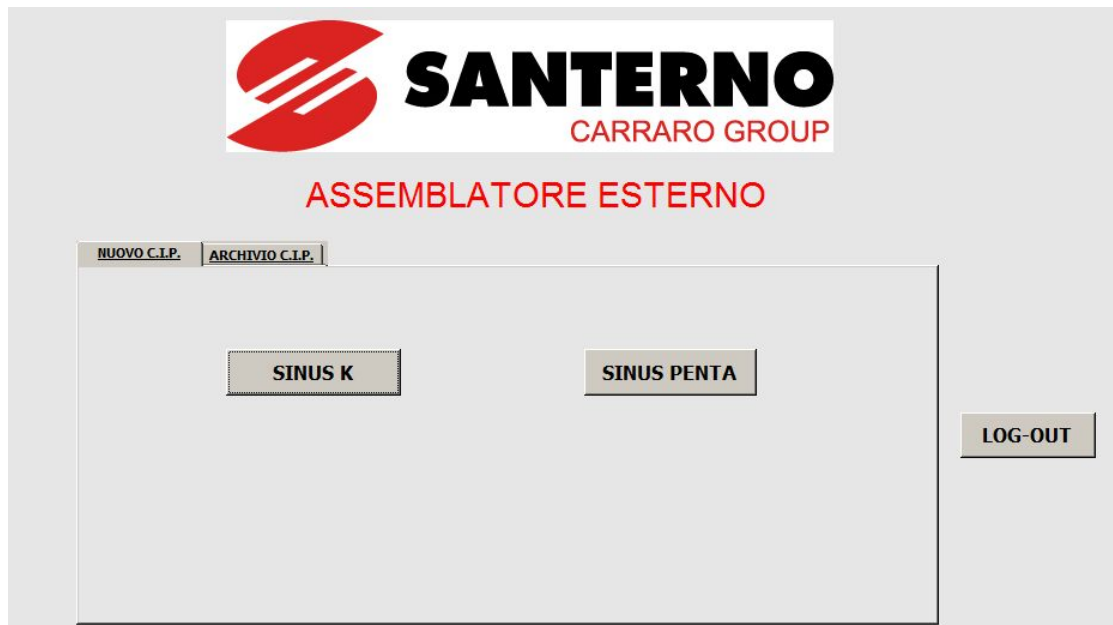 SANTERNO
CARRARO GROUP
ASSEMBLATORE ESTERNO
NUOVO C.I.P. ARCHIVIO C.I.P.
SINUS K SINUS PENTA
LOG-OUT